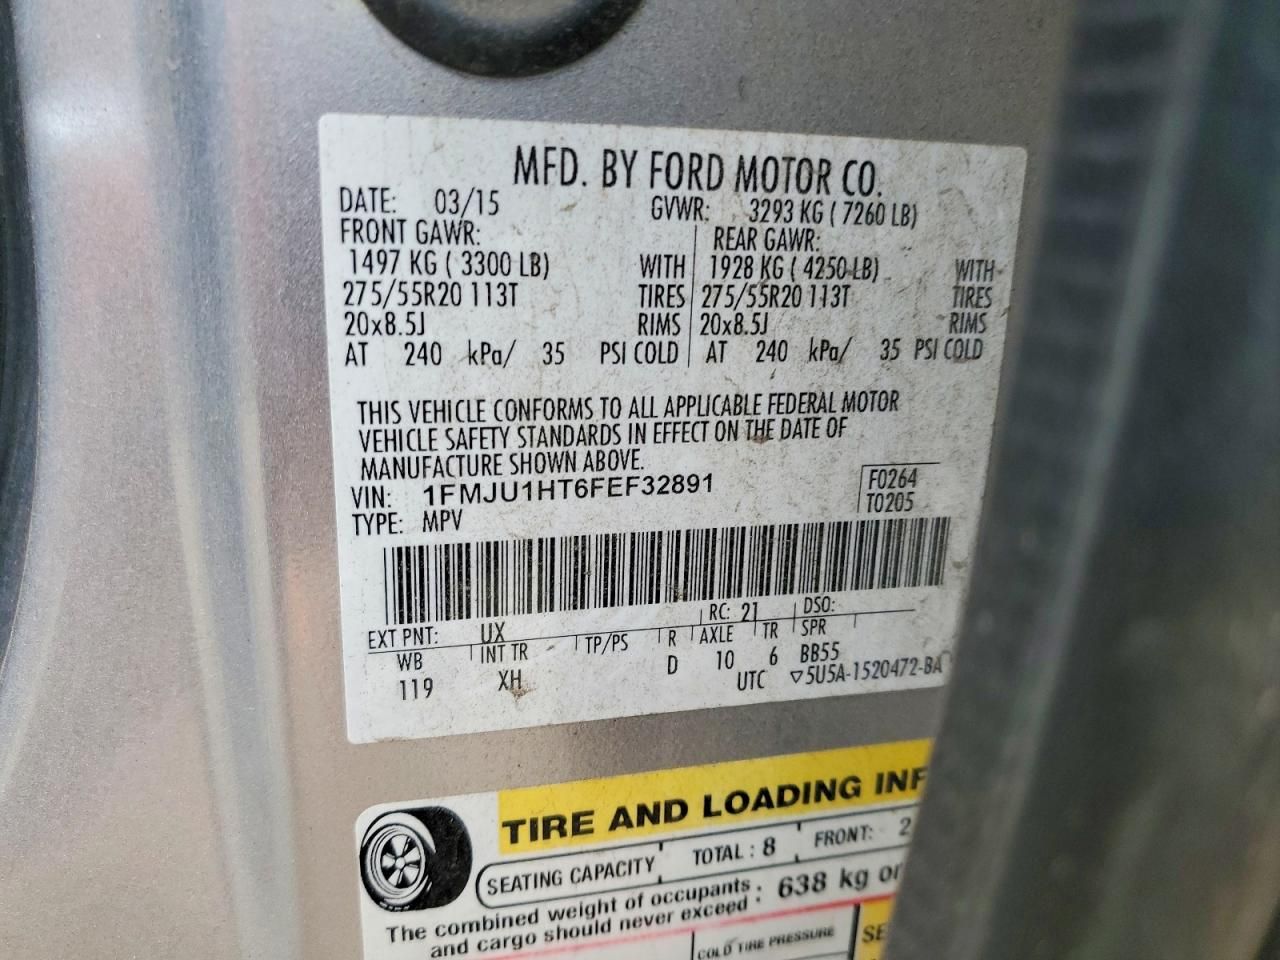 MFD. BY FORD MOTOR CO.
DATE: 03/15 GVWR: 3293 KG ( 7260 LB)
FRONT GAWR: REAR GAWR:
1497 KG ( 3300 LB) WITH 1928 KG ( 4250 LB) WITH
275/55R20 113T TIRES 275/55R20 113T TIRES
20x8.5J RIMS 20x8.5J RIMS
AT 240 kPa/ 35 PSI COLD AT 240 kPa/ 35 PSI COLD
THIS VEHICLE CONFORMS TO ALL APPLICABLE FEDERAL MOTOR
VEHICLE SAFETY STANDARDS IN EFFECT ON THE DATE OF
MANUFACTURE SHOWN ABOVE.
VIN: 1FMJU1HT6FEF32891 F0264
TYPE: MPV T0205
EXT PNT: UX RC: 21 DSO:
WB INT TR TP/PS R AXLE TR SPR
119 XH D 10 6 BB55
UTC ▽5U5A-1520472-BA
TIRE AND LOADING INF
SEATING CAPACITY TOTAL : 8 FRONT: 2
The combined weight of occupants : 638 kg or
and cargo should never exceed :
COLD TIRE PRESSURE SE